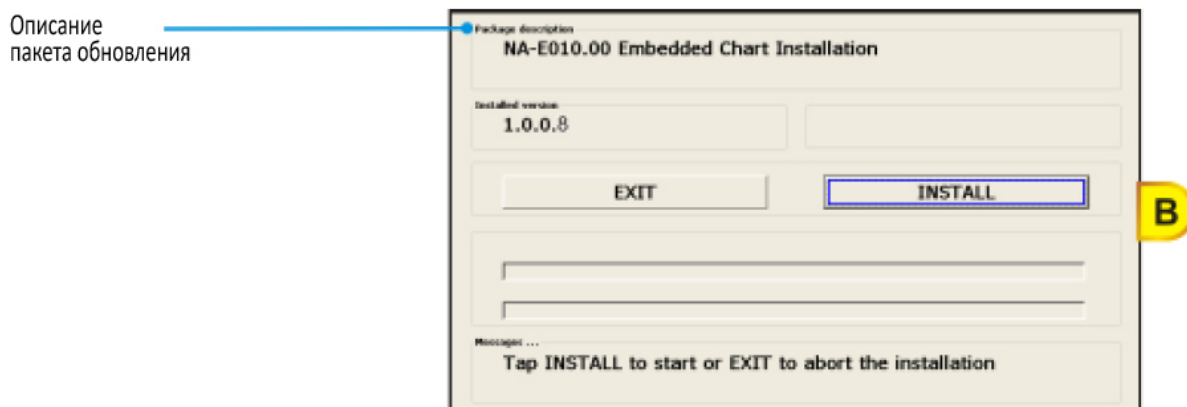 Описание
пакета обновления
Package description
NA-E010.00 Embedded Chart Installation
Installed version
1.0.0.8
EXIT
INSTALL
B
Messages ...
Tap INSTALL to start or EXIT to abort the installation